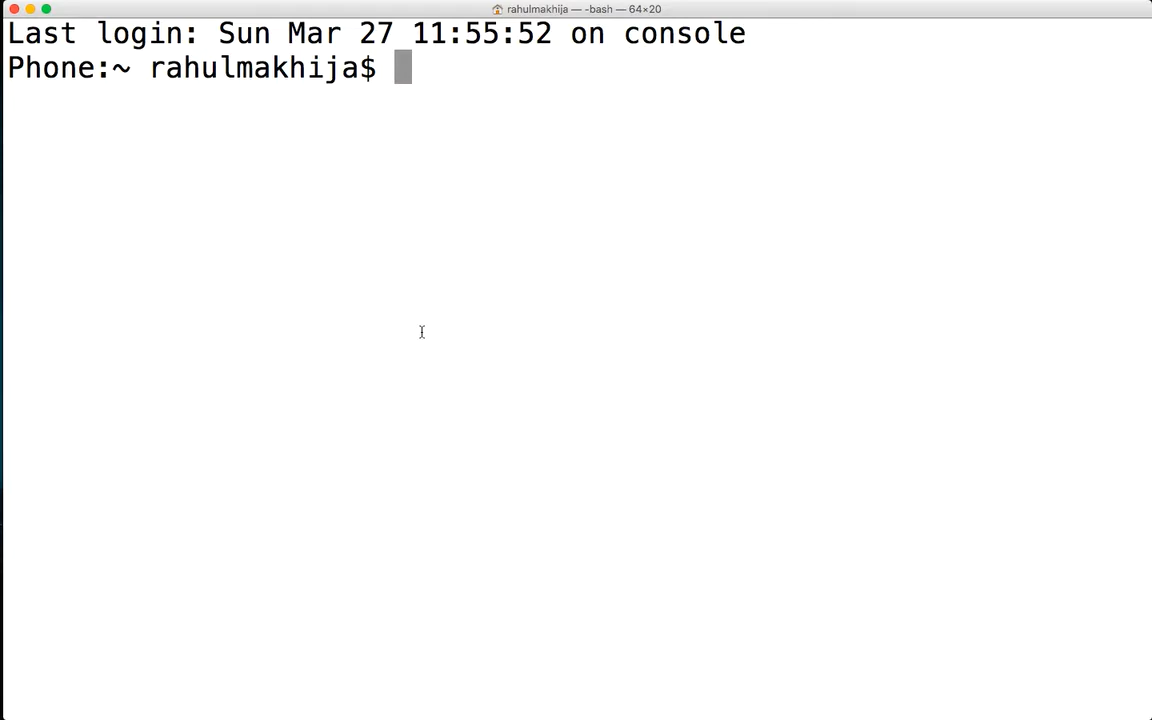 rahulmakhija — -bash — 64×20
Last login: Sun Mar 27 11:55:52 on console
Phone:~ rahulmakhija$